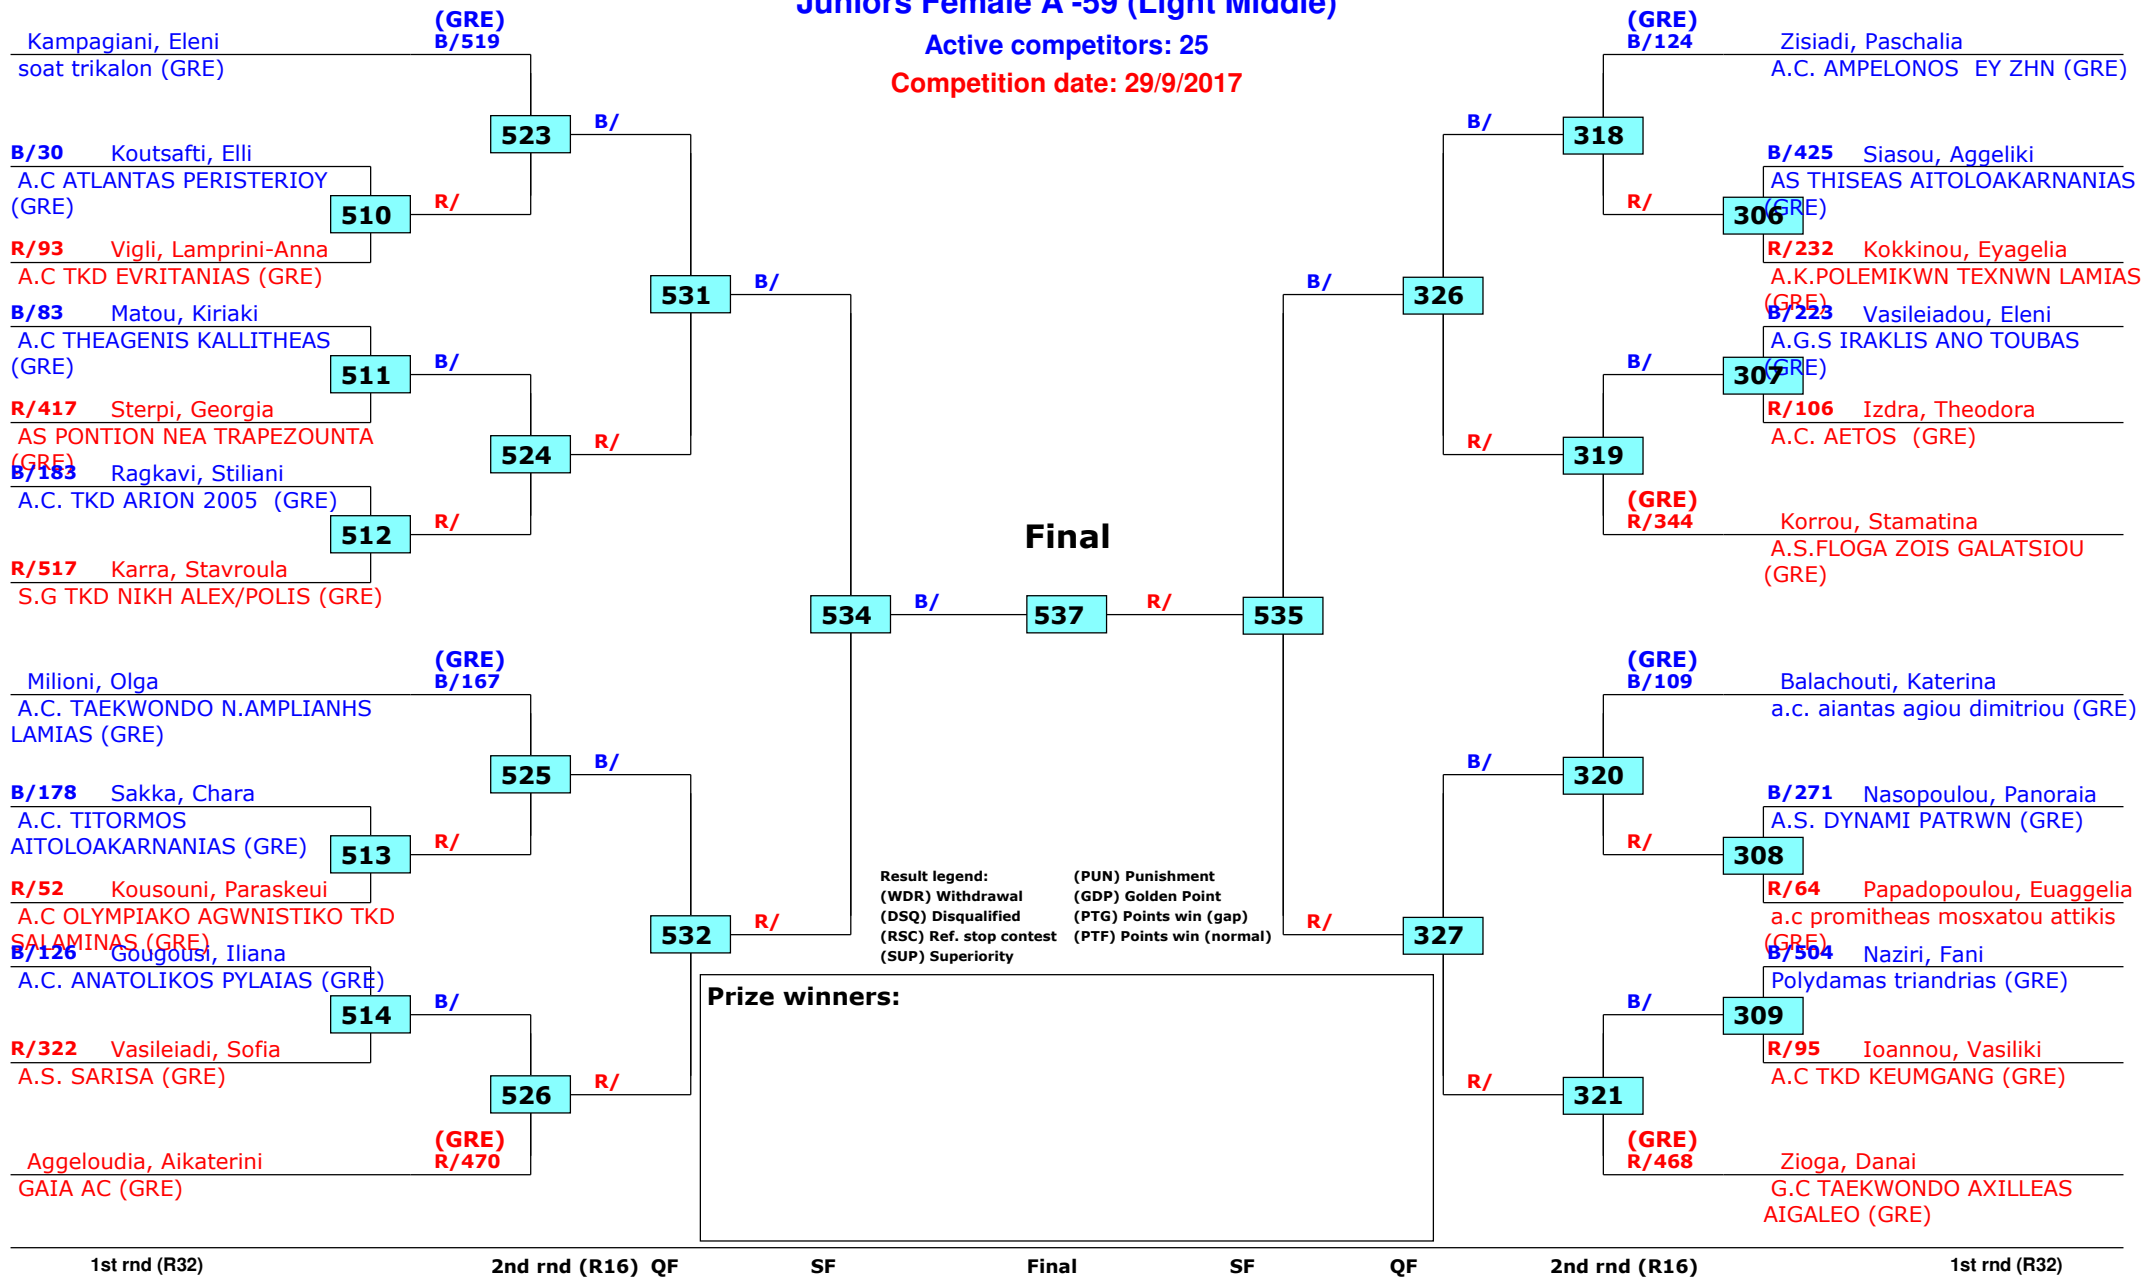 Juniors Female A -59 (Light Middle)
Active competitors: 25
Competition date: 29/9/2017
(GRE)
Kampagiani, Eleni B/519
soat trikalon (GRE)
523
B/
B/30 Koutsafti, Elli
A.C ATLANTAS PERISTERIOY
(GRE)
510
R/
R/93 Vigli, Lamprini-Anna
A.C TKD EVRITANIAS (GRE)
531
B/
B/83 Matou, Kiriaki
A.C THEAGENIS KALLITHEAS
(GRE)
511
B/
R/417 Sterpi, Georgia
AS PONTION NEA TRAPEZOUNTA
(GRE)
524
R/
B/183 Ragkavi, Stiliani
A.C. TKD ARION 2005 (GRE)
512
R/
R/517 Karra, Stavroula
S.G TKD NIKH ALEX/POLIS (GRE)
534
B/
(GRE)
Milioni, Olga B/167
A.C. TAEKWONDO N.AMPLIANHS
LAMIAS (GRE)
525
B/
B/178 Sakka, Chara
A.C. TITORMOS
AITOLOAKARNANIAS (GRE)
513
R/
R/52 Kousouni, Paraskeui
A.C OLYMPIAKO AGWNISTIKO TKD
SALAMINAS (GRE)
532
R/
B/126 Gougousi, Iliana
A.C. ANATOLIKOS PYLAIAS (GRE)
514
B/
R/322 Vasileiadi, Sofia
A.S. SARISA (GRE)
526
R/
(GRE)
Aggeloudia, Aikaterini R/470
GAIA AC (GRE)
Final
537
R/
535
(GRE)
B/124 Zisiadi, Paschalia
A.C. AMPELONOS EY ZHN (GRE)
B/
318
B/425 Siasou, Aggeliki
AS THISEAS AITOLOAKARNANIAS
(GRE)
R/
306
R/232 Kokkinou, Eyagelia
A.K.POLEMIKWN TEXNWN LAMIAS
(GRE)
B/
326
B/223 Vasileiadou, Eleni
A.G.S IRAKLIS ANO TOUBAS
(GRE)
B/
307
R/106 Izdra, Theodora
A.C. AETOS (GRE)
R/
319
(GRE)
R/344 Korrou, Stamatina
A.S.FLOGA ZOIS GALATSIOU
(GRE)
(GRE)
B/109 Balachouti, Katerina
a.c. aiantas agiou dimitriou (GRE)
B/
320
B/271 Nasopoulou, Panoraia
A.S. DYNAMI PATRWN (GRE)
R/
308
R/64 Papadopoulou, Euaggelia
a.c promitheas mosxatou attikis
(GRE)
R/
327
B/504 Naziri, Fani
Polydamas triandrias (GRE)
B/
309
R/95 Ioannou, Vasiliki
A.C TKD KEUMGANG (GRE)
R/
321
(GRE)
R/468 Zioga, Danai
G.C TAEKWONDO AXILLEAS
AIGALEO (GRE)
Result legend: (PUN) Punishment
(WDR) Withdrawal (GDP) Golden Point
(DSQ) Disqualified (PTG) Points win (gap)
(RSC) Ref. stop contest (PTF) Points win (normal)
(SUP) Superiority
Prize winners:
1st rnd (R32) 2nd rnd (R16) QF SF Final SF QF 2nd rnd (R16) 1st rnd (R32)